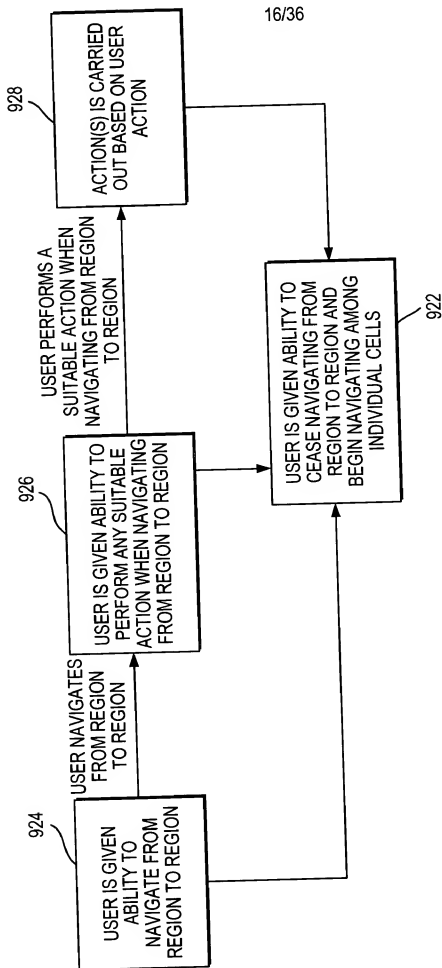 16/36
924
USER IS GIVEN
ABILITY TO
NAVIGATE FROM
REGION TO REGION
USER NAVIGATES
FROM REGION
TO REGION
926
USER IS GIVEN ABILITY TO
PERFORM ANY SUITABLE
ACTION WHEN NAVIGATING
FROM REGION TO REGION
USER PERFORMS A
SUITABLE ACTION WHEN
NAVIGATING FROM REGION
TO REGION
928
ACTION(S) IS CARRIED
OUT BASED ON USER
ACTION
USER IS GIVEN ABILITY TO
CEASE NAVIGATING FROM
REGION TO REGION AND
BEGIN NAVIGATING AMONG
INDIVIDUAL CELLS
922